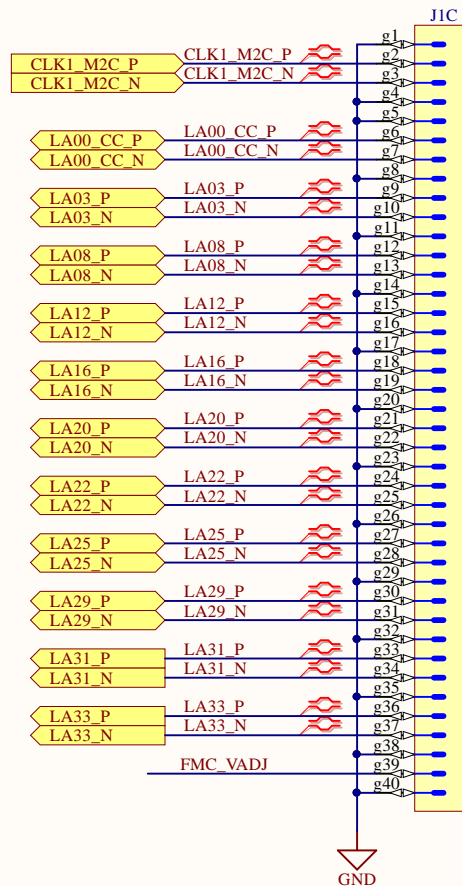 J1C
g1
CLK1_M2C_P CLK1_M2C_P g2
CLK1_M2C_N CLK1_M2C_N g3
g4
g5
LA00_CC_P LA00_CC_P g6
LA00_CC_N LA00_CC_N g7
g8
LA03_P LA03_P g9
LA03_N LA03_N g10
g11
LA08_P LA08_P g12
LA08_N LA08_N g13
g14
LA12_P LA12_P g15
LA12_N LA12_N g16
g17
LA16_P LA16_P g18
LA16_N LA16_N g19
g20
LA20_P LA20_P g21
LA20_N LA20_N g22
g23
LA22_P LA22_P g24
LA22_N LA22_N g25
g26
LA25_P LA25_P g27
LA25_N LA25_N g28
g29
LA29_P LA29_P g30
LA29_N LA29_N g31
g32
LA31_P LA31_P g33
LA31_N LA31_N g34
g35
LA33_P LA33_P g36
LA33_N LA33_N g37
g38
FMC_VADJ g39
g40
GND